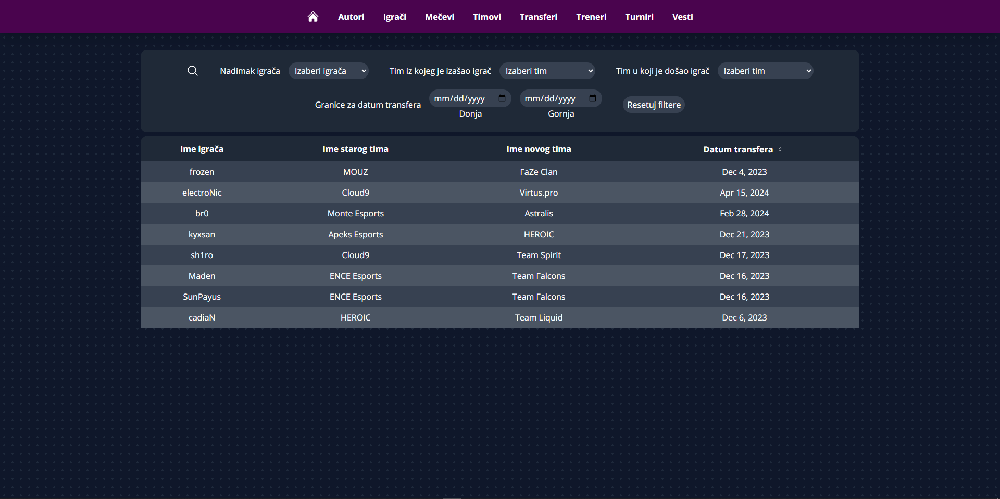 Autori Igrači Mečevi Timovi Transferi Treneri Turniri Vesti
Nadimak igrača Izaberi igrača Tim iz kojeg je izašao igrač Izaberi tim Tim u koji je došao igrač Izaberi tim
Granice za datum transfera mm/dd/yyyy mm/dd/yyyy Resetuj filtere
Donja Gornja
Ime igrača Ime starog tima Ime novog tima Datum transfera
frozen MOUZ FaZe Clan Dec 4, 2023
electroNic Cloud9 Virtus.pro Apr 15, 2024
br0 Monte Esports Astralis Feb 28, 2024
kyxsan Apeks Esports HEROIC Dec 21, 2023
sh1ro Cloud9 Team Spirit Dec 17, 2023
Maden ENCE Esports Team Falcons Dec 16, 2023
SunPayus ENCE Esports Team Falcons Dec 16, 2023
cadiaN HEROIC Team Liquid Dec 6, 2023